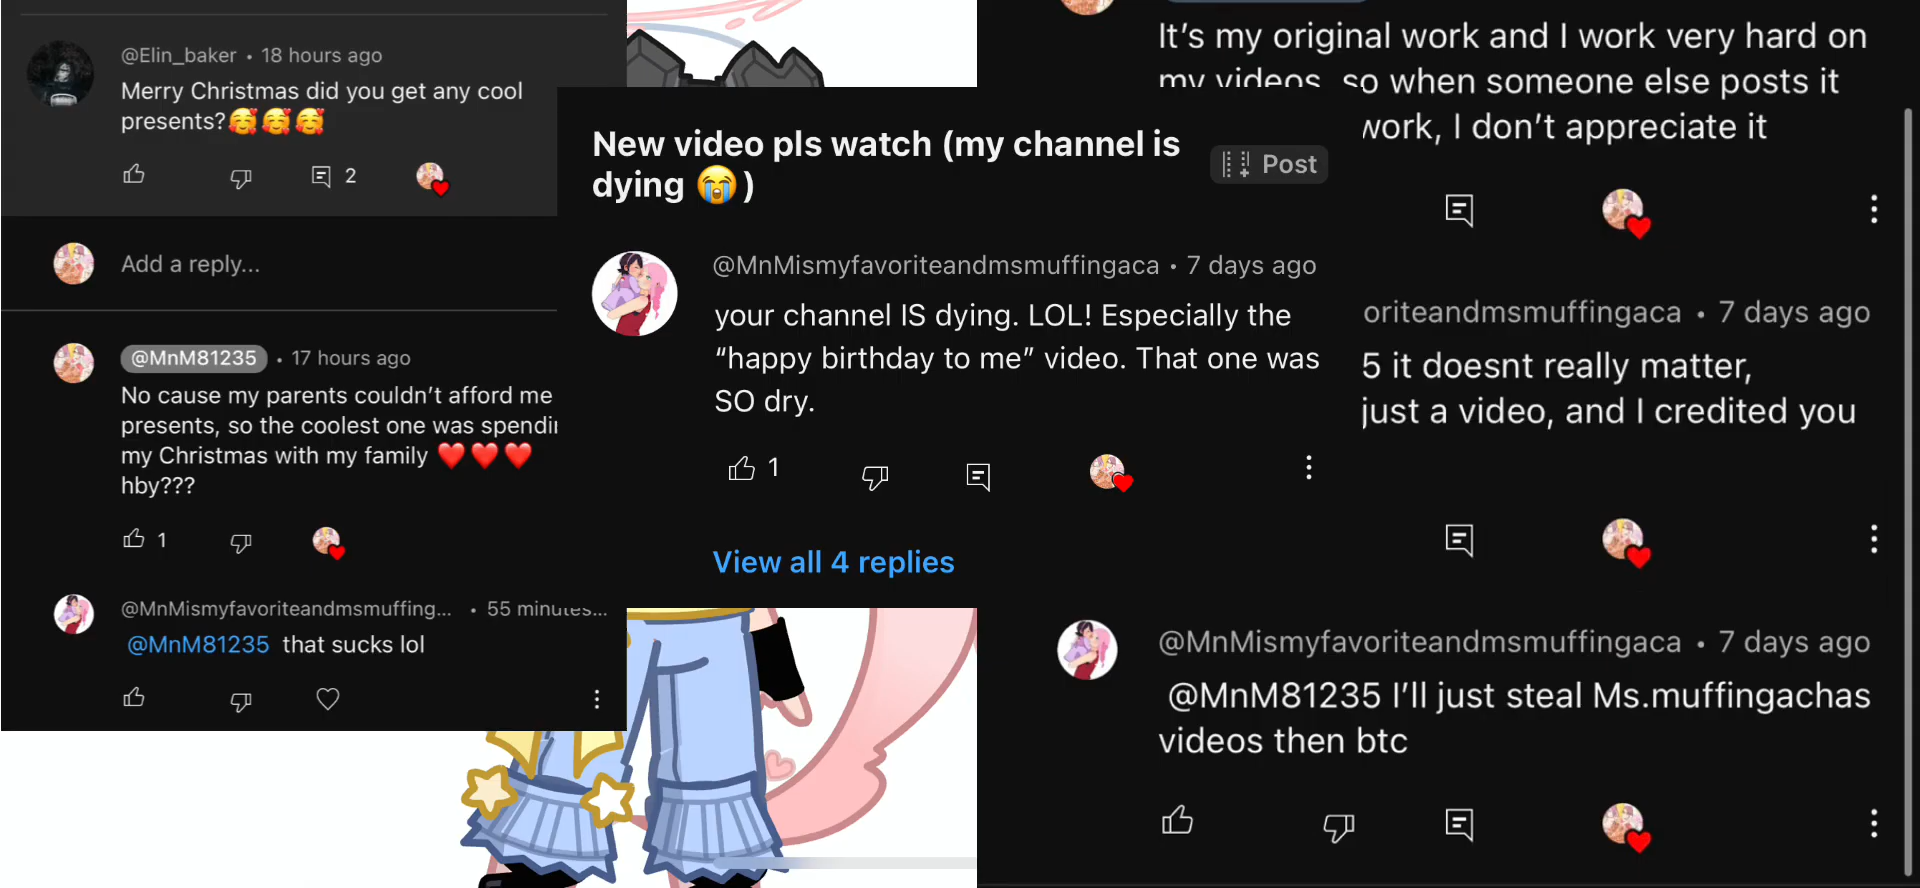 @Elin_baker • 18 hours ago
Merry Christmas did you get any cool
presents?🥰🥰🥰
2
Add a reply...
@MnM81235 • 17 hours ago
No cause my parents couldn't afford me
presents, so the coolest one was
my Christmas with my family ❤️❤️❤️
hby???
1
@MnMismyfavoriteandmsmuffing... • 55 minutes...
@MnM81235 that sucks lol
New video pls watch (my channel is
dying 😭)
Post
@MnMismyfavoriteandmsmuffingaca • 7 days ago
your channel IS dying. LOL! Especially the
“happy birthday to me” video. That one was
SO dry.
1
View all 4 replies
It's my original work and I work very hard on
my videos so when someone else posts it
work, I don't appreciate it
oriteandmsmuffingaca • 7 days ago
5 it doesnt really matter,
just a video, and I credited you
@MnMismyfavoriteandmsmuffingaca • 7 days ago
@MnM81235 I'll just steal Ms.muffingachas
videos then btc